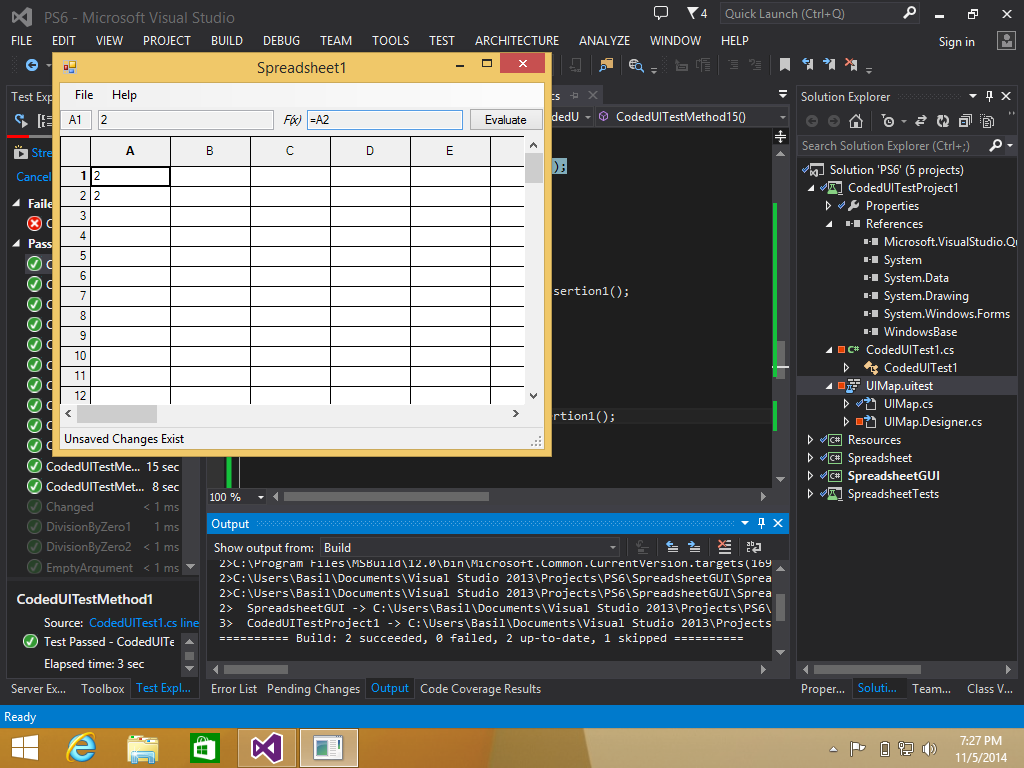 PS6 - Microsoft Visual Studio
4
Quick Launch (Ctrl+Q)
FILE EDIT VIEW PROJECT BUILD DEBUG TEAM TOOLS TEST ARCHITECTURE ANALYZE WINDOW HELP
Sign in
Spreadsheet1
File Help
A1 2 F(x) =A2 Evaluate
A B C D E
1 2
2 2
3
4
5
6
7
8
9
10
11
12
Unsaved Changes Exist
Test Exp
Stre
Cancel
Faile
Pass
CodedUITestMe... 15 sec
CodedUITestMet... 8 sec
Changed < 1 ms
DivisionByZero1 1 ms
DivisionByZero2 < 1 ms
EmptyArgument < 1 ms
CodedUITestMethod1
Source: CodedUITest1.cs line
Test Passed - CodedUITe
Elapsed time: 3 sec
Server Ex... Toolbox Test Expl...
cs
dedU CodedUITestMethod15()
);
sertion1();
rtion1();
100 %
Output
Show output from: Build
2>C:\Program Files\MSBuild\12.0\bin\Microsoft.Common.CurrentVersion.targets(169
2>C:\Users\Basil\Documents\Visual Studio 2013\Projects\PS6\SpreadsheetGUI\Sprea
2>C:\Users\Basil\Documents\Visual Studio 2013\Projects\PS6\SpreadsheetGUI\Sprea
2> SpreadsheetGUI -> C:\Users\Basil\Documents\Visual Studio 2013\Projects\PS6\
3> CodedUITestProject1 -> C:\Users\Basil\Documents\Visual Studio 2013\Projects
========== Build: 2 succeeded, 0 failed, 2 up-to-date, 1 skipped ==========
Error List Pending Changes Output Code Coverage Results
Solution Explorer
Search Solution Explorer (Ctrl+;)
Solution 'PS6' (5 projects)
CodedUITestProject1
Properties
References
Microsoft.VisualStudio.Qu
System
System.Data
System.Drawing
System.Windows.Forms
WindowsBase
C# CodedUITest1.cs
CodedUITest1
UIMap.uitest
UIMap.cs
UIMap.Designer.cs
Resources
C# Spreadsheet
C# SpreadsheetGUI
SpreadsheetTests
Proper... Soluti... Team... Class V...
Ready
7:27 PM
11/5/2014